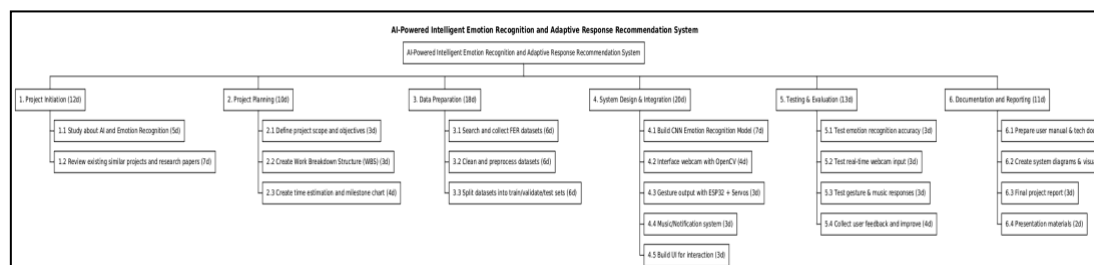 AI-Powered Intelligent Emotion Recognition and Adaptive Response Recommendation System
AI-Powered Intelligent Emotion Recognition and Adaptive Response Recommendation System
1. Project Initiation (12d)
1.1 Study about AI and Emotion Recognition (5d)
1.2 Review existing similar projects and research papers (7d)
2. Project Planning (10d)
2.1 Define project scope and objectives (3d)
2.2 Create Work Breakdown Structure (WBS) (3d)
2.3 Create time estimation and milestone chart (4d)
3. Data Preparation (18d)
3.1 Search and collect FER datasets (6d)
3.2 Clean and preprocess datasets (6d)
3.3 Split datasets into train/validate/test sets (6d)
4. System Design & Integration (20d)
4.1 Build CNN Emotion Recognition Model (7d)
4.2 Interface webcam with OpenCV (4d)
4.3 Gesture output with ESP32 + Servos (3d)
4.4 Music/Notification system (3d)
4.5 Build UI for Interaction (3d)
5. Testing & Evaluation (13d)
5.1 Test emotion recognition accuracy (3d)
5.2 Test real-time webcam input (3d)
5.3 Test gesture & music responses (3d)
5.4 Collect user feedback and improve (4d)
6. Documentation and Reporting (11d)
6.1 Prepare user manual & tech
6.2 Create system diagrams &
6.3 Final project report (3d)
6.4 Presentation materials (2d)